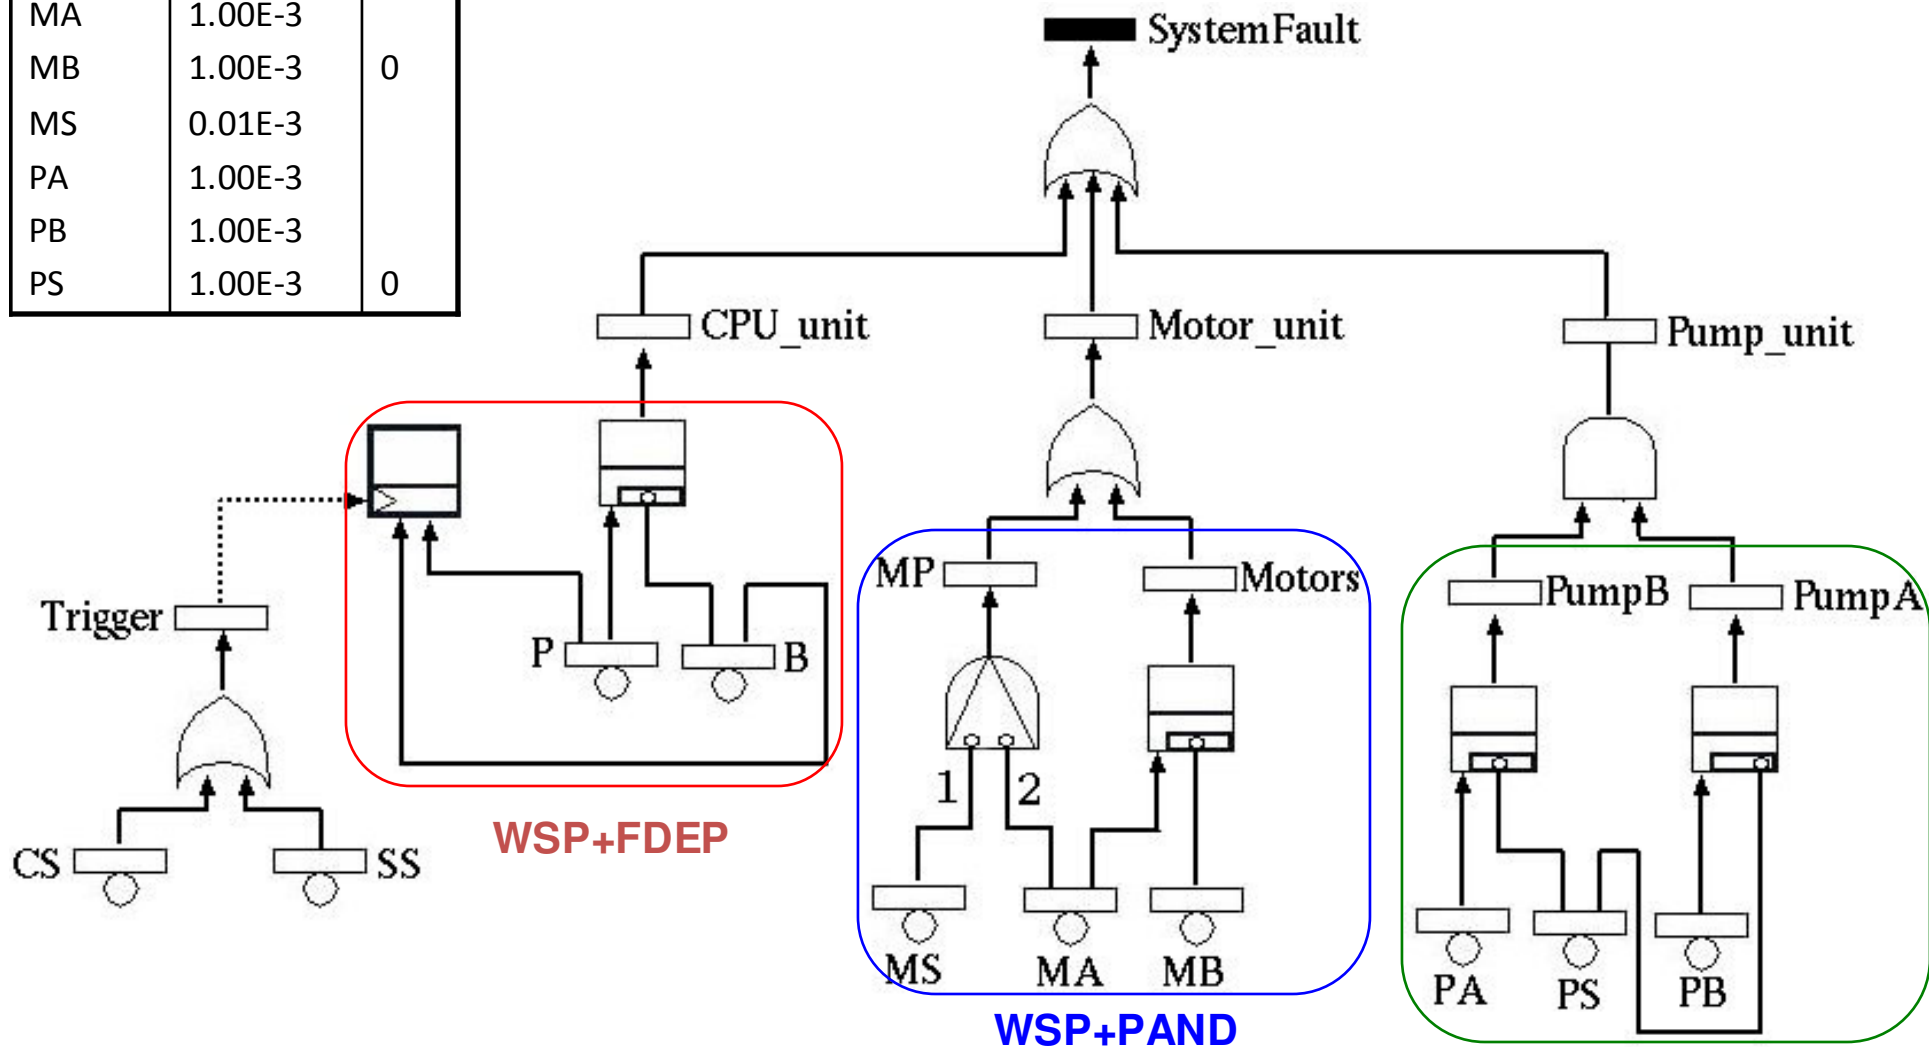 MA 1.00E-3
MB 1.00E-3 0
MS 0.01E-3
PA 1.00E-3
PB 1.00E-3
PS 1.00E-3 0
SystemFault
CPU_unit
Motor_unit
Pump_unit
MP
Motors
PumpB
PumpA
Trigger
P
B
1
2
WSP+FDEP
CS
SS
MS
MA
MB
PA
PS
PB
WSP+PAND